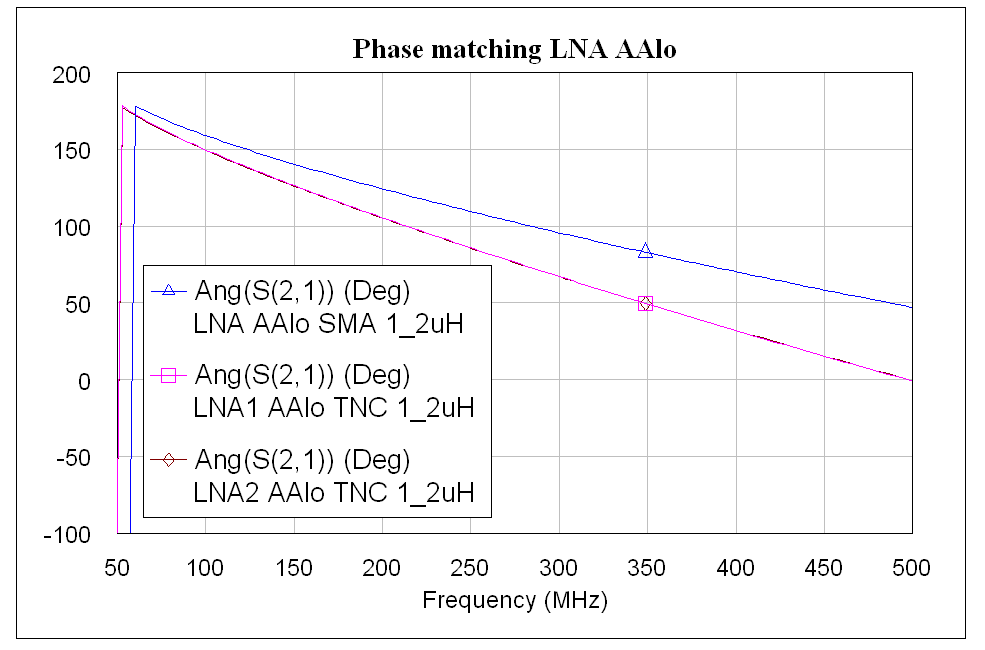 Phase matching LNA AAlo
200
150
100
50
0
-50
-100
Ang(S(2,1)) (Deg)
LNA AAlo SMA 1_2uH
Ang(S(2,1)) (Deg)
LNA1 AAlo TNC 1_2uH
Ang(S(2,1)) (Deg)
LNA2 AAlo TNC 1_2uH
50 100 150 200 250 300 350 400 450 500
Frequency (MHz)